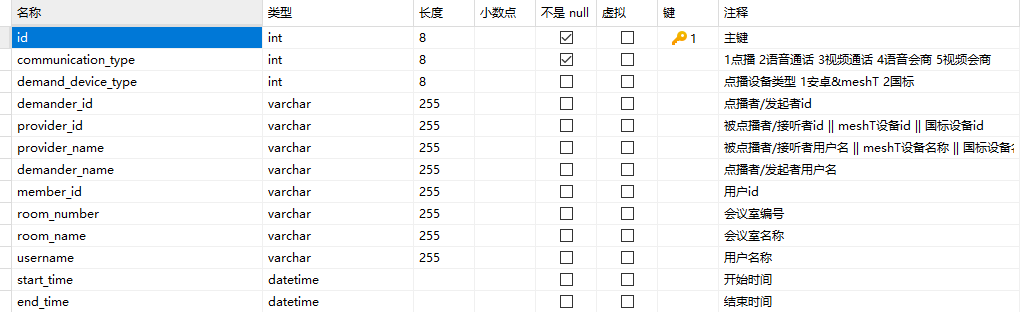 名称 类型 长度 小数点 不是 null 虚拟 键 注释
id int 8 1 主键
communication_type int 8 1点播 2语音通话 3视频通话 4语音会商 5视频会商
demand_device_type int 8 点播设备类型 1安卓&meshT 2国标
demander_id varchar 255 点播者/发起者id
provider_id varchar 255 被点播者/接听者id || meshT设备id || 国标设备id
provider_name varchar 255 被点播者/接听者用户名 || meshT设备名称 || 国标设备
demander_name varchar 255 点播者/发起者用户名
member_id varchar 255 用户id
room_number varchar 255 会议室编号
room_name varchar 255 会议室名称
username varchar 255 用户名称
start_time datetime 开始时间
end_time datetime 结束时间